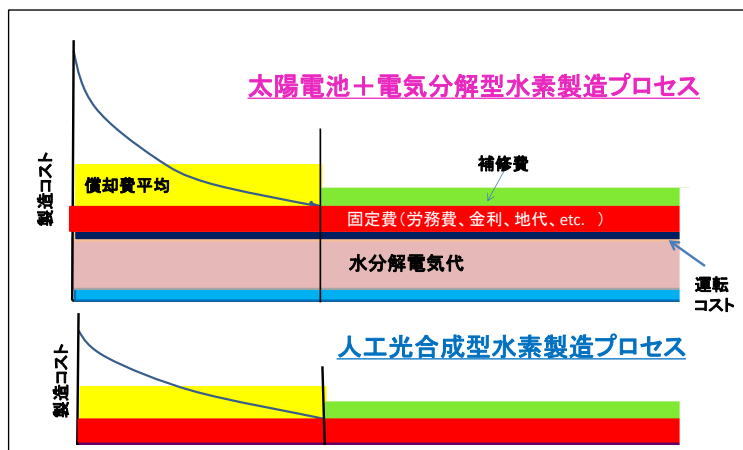 太陽電池＋電気分解型水素製造プロセス
製造コスト
償却費平均
補修費
固定費（労務費、金利、地代、etc. ）
水分解電気代
運転
コスト
人工光合成型水素製造プロセス
製造コスト